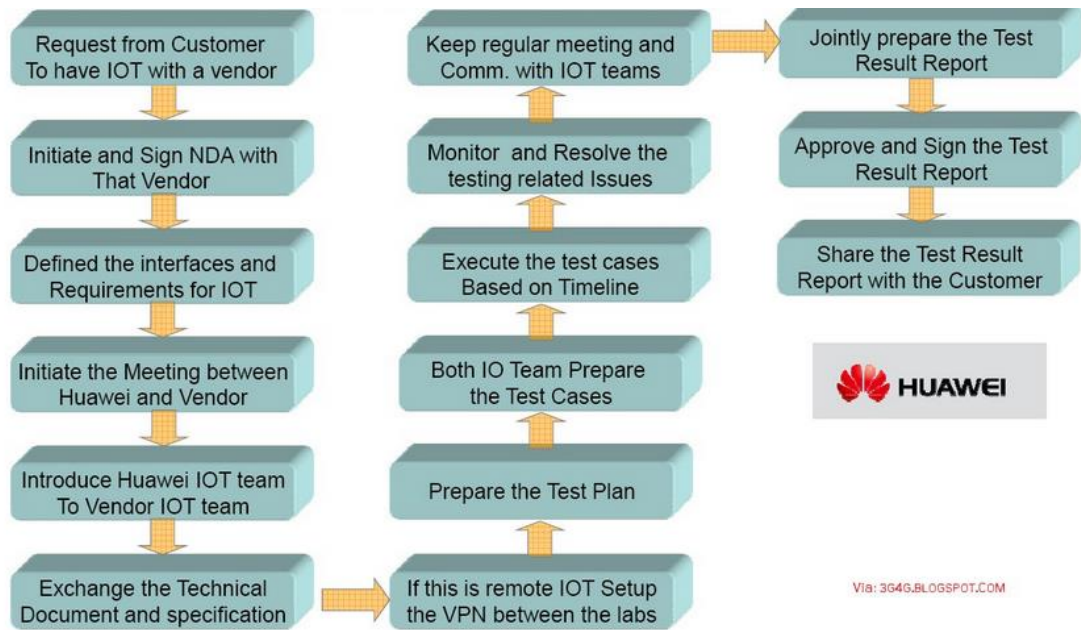 Request from Customer
To have IOT with a vendor
Initiate and Sign NDA with
That Vendor
Defined the interfaces and
Requirements for IOT
Initiate the Meeting between
Huawei and Vendor
Introduce Huawei IOT team
To Vendor IOT team
Exchange the Technical
Document and specification
If this is remote IOT Setup
the VPN between the labs
Prepare the Test Plan
Both IO Team Prepare
the Test Cases
Execute the test cases
Based on Timeline
Monitor and Resolve the
testing related Issues
Keep regular meeting and
Comm. with IOT teams
Jointly prepare the Test
Result Report
Approve and Sign the Test
Result Report
Share the Test Result
Report with the Customer
HUAWEI
Via: 3G4G.BLOGSPOT.COM